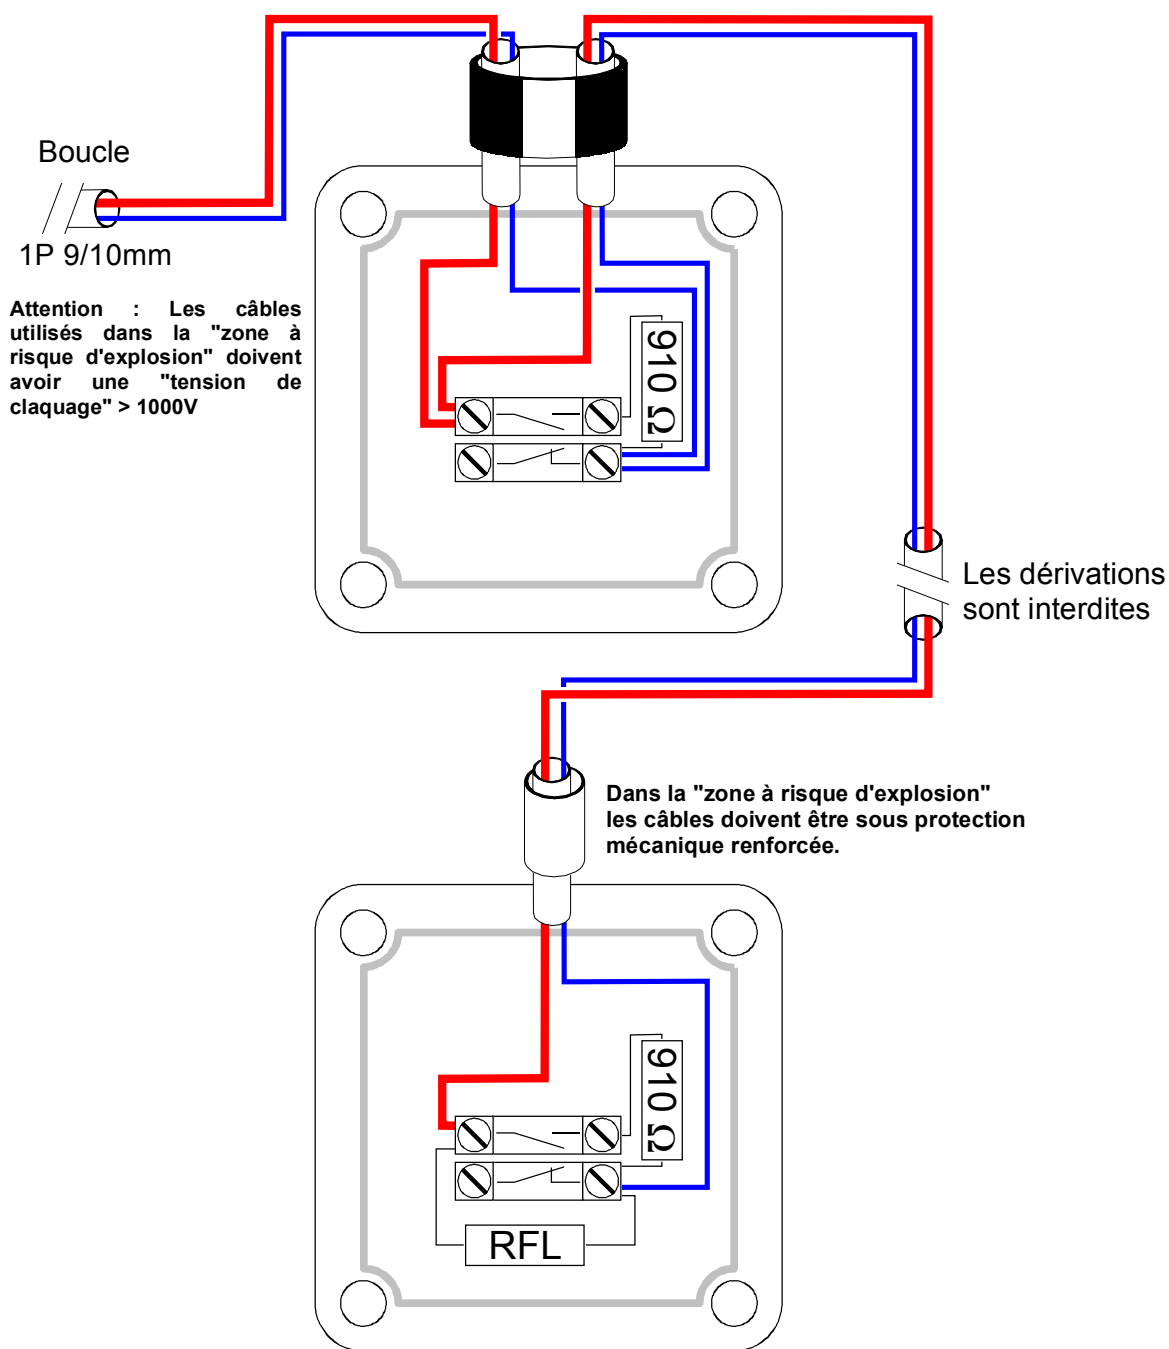 Boucle
1P 9/10mm
Attention : Les câbles
utilisés dans la "zone à
risque d'explosion" doivent
avoir une "tension de
claquage" > 1000V
910 Ω
Les dérivations
sont interdites
Dans la "zone à risque d'explosion"
les câbles doivent être sous protection
mécanique renforcée.
910 Ω
RFL